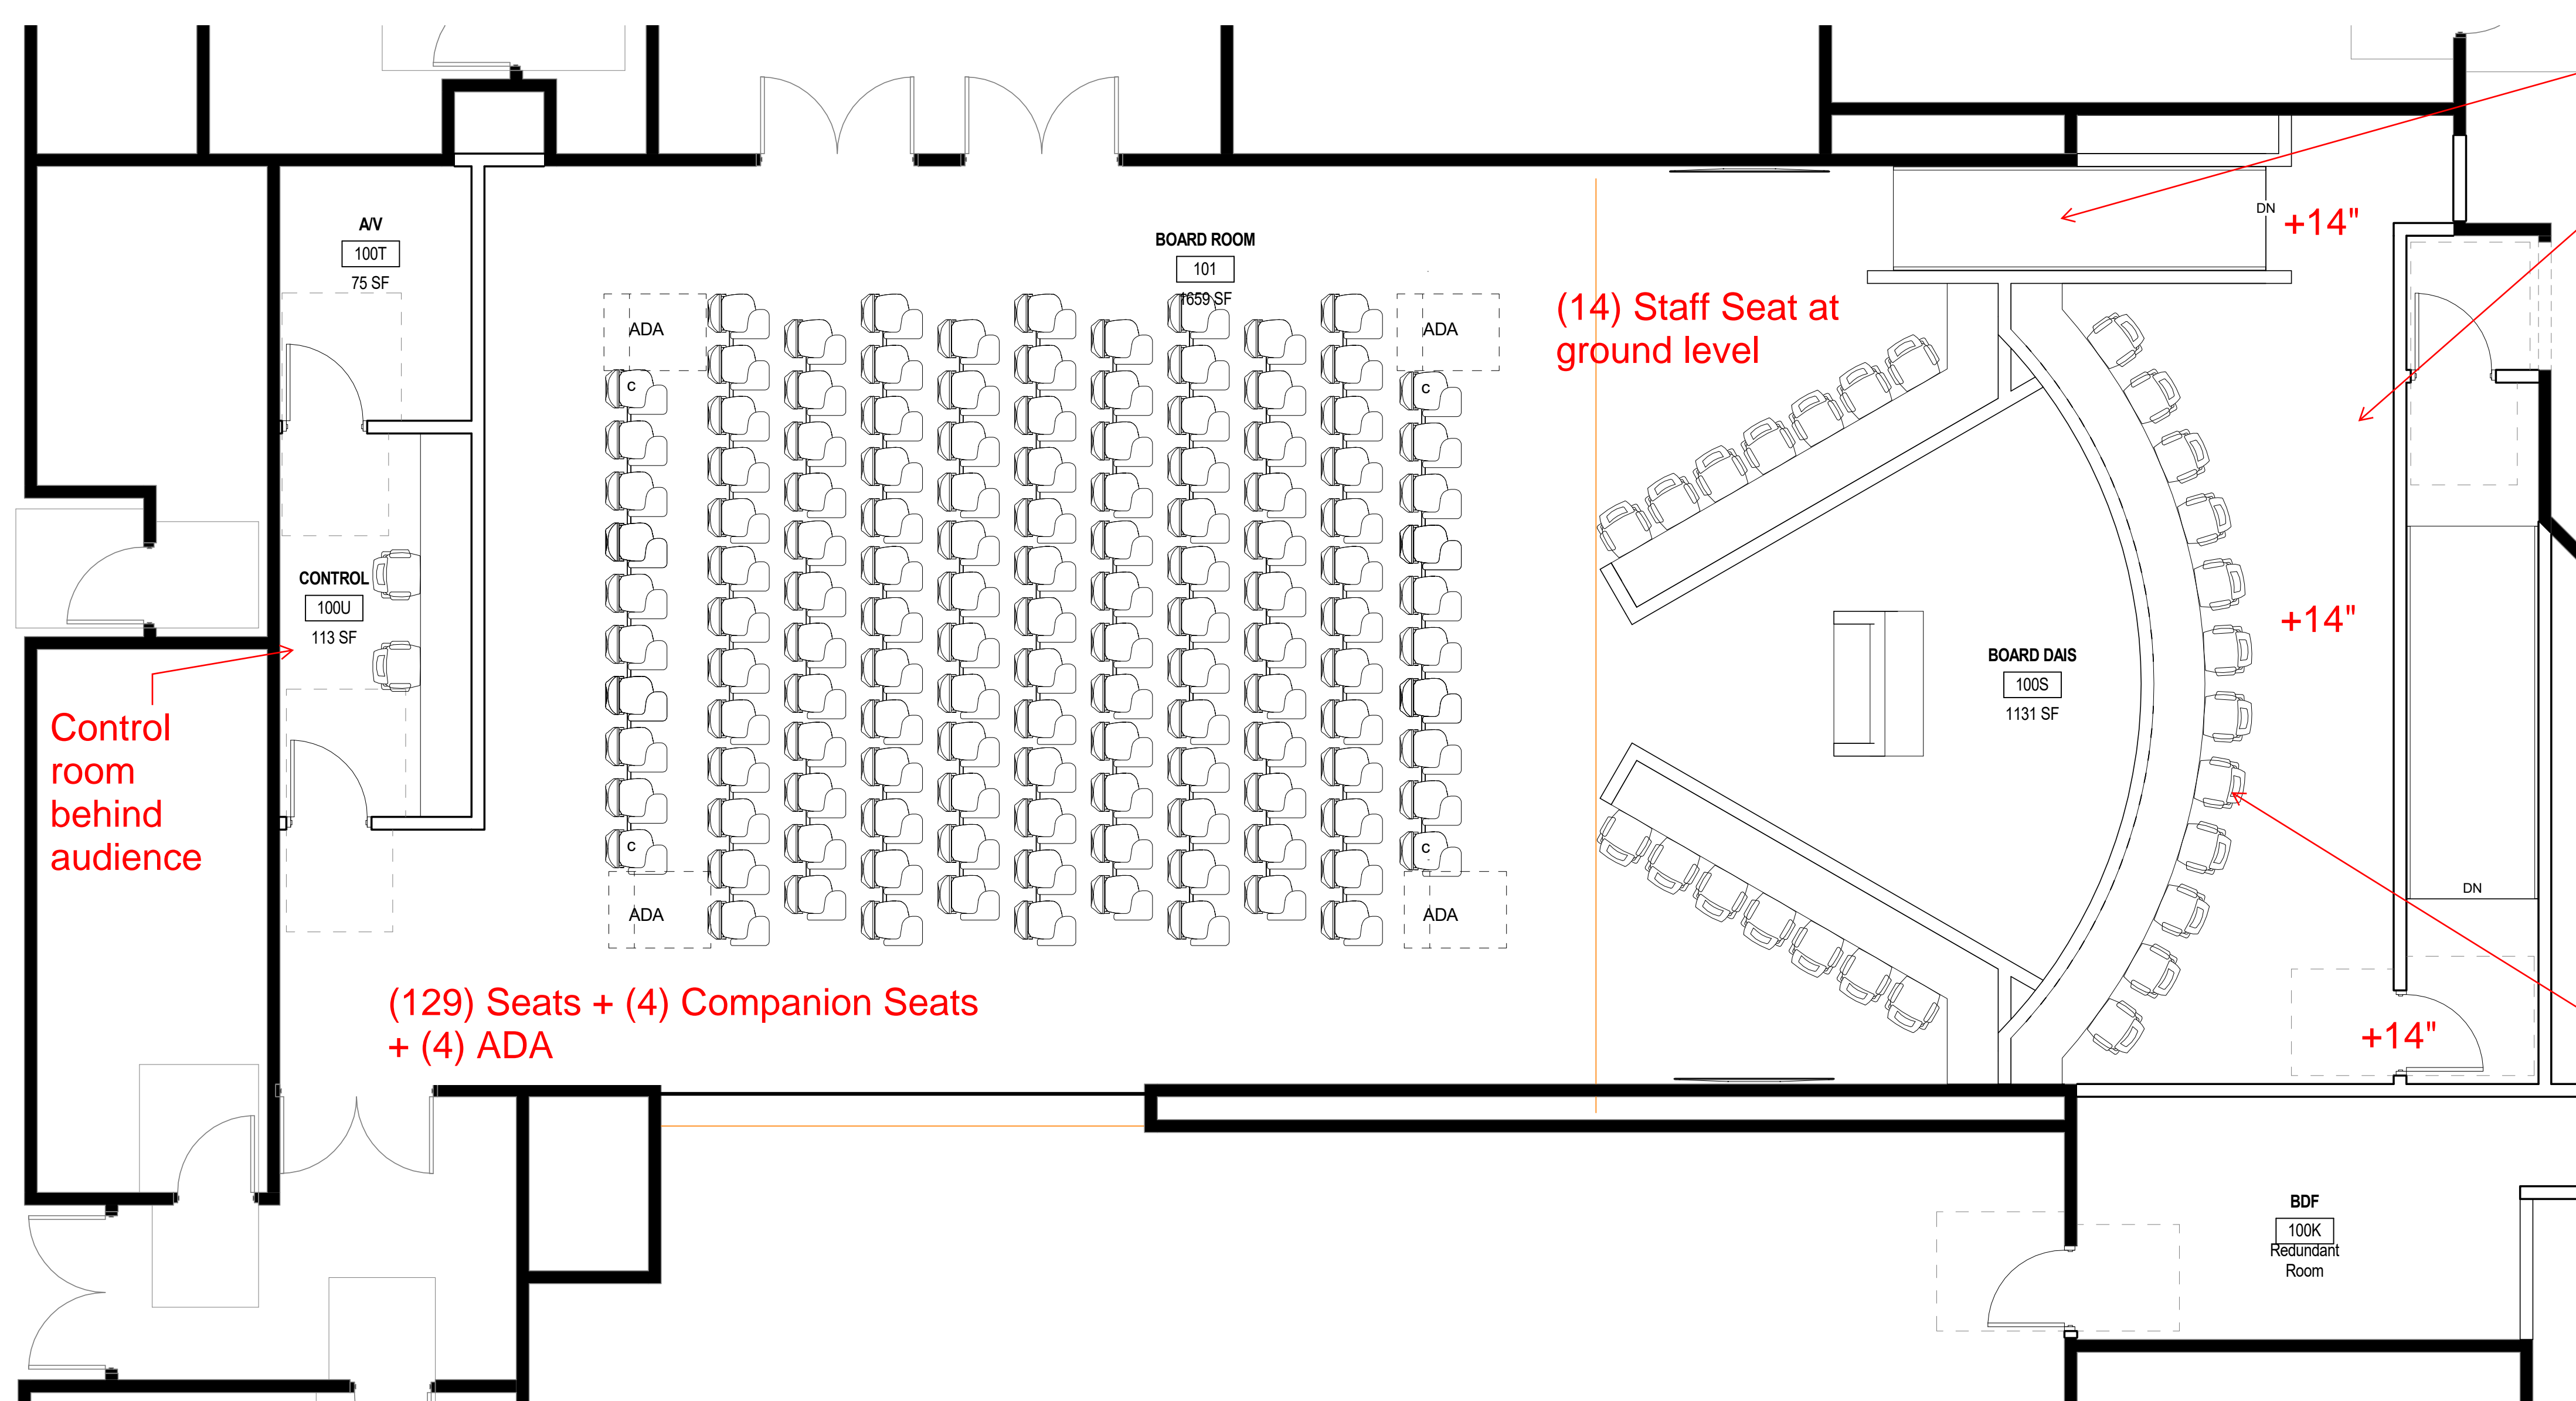 A/V
100T
75 SF
BOARD ROOM
101
1659 SF
DN
+14"
ADA
ADA
(14) Staff Seat at
ground level
C
C
CONTROL
100U
113 SF
+14"
BOARD DAIS
100S
1131 SF
Control
room
behind
audience
C
C
ADA
ADA
DN
(129) Seats + (4) Companion Seats
+ (4) ADA
+14"
BDF
100K
Redundant
Room